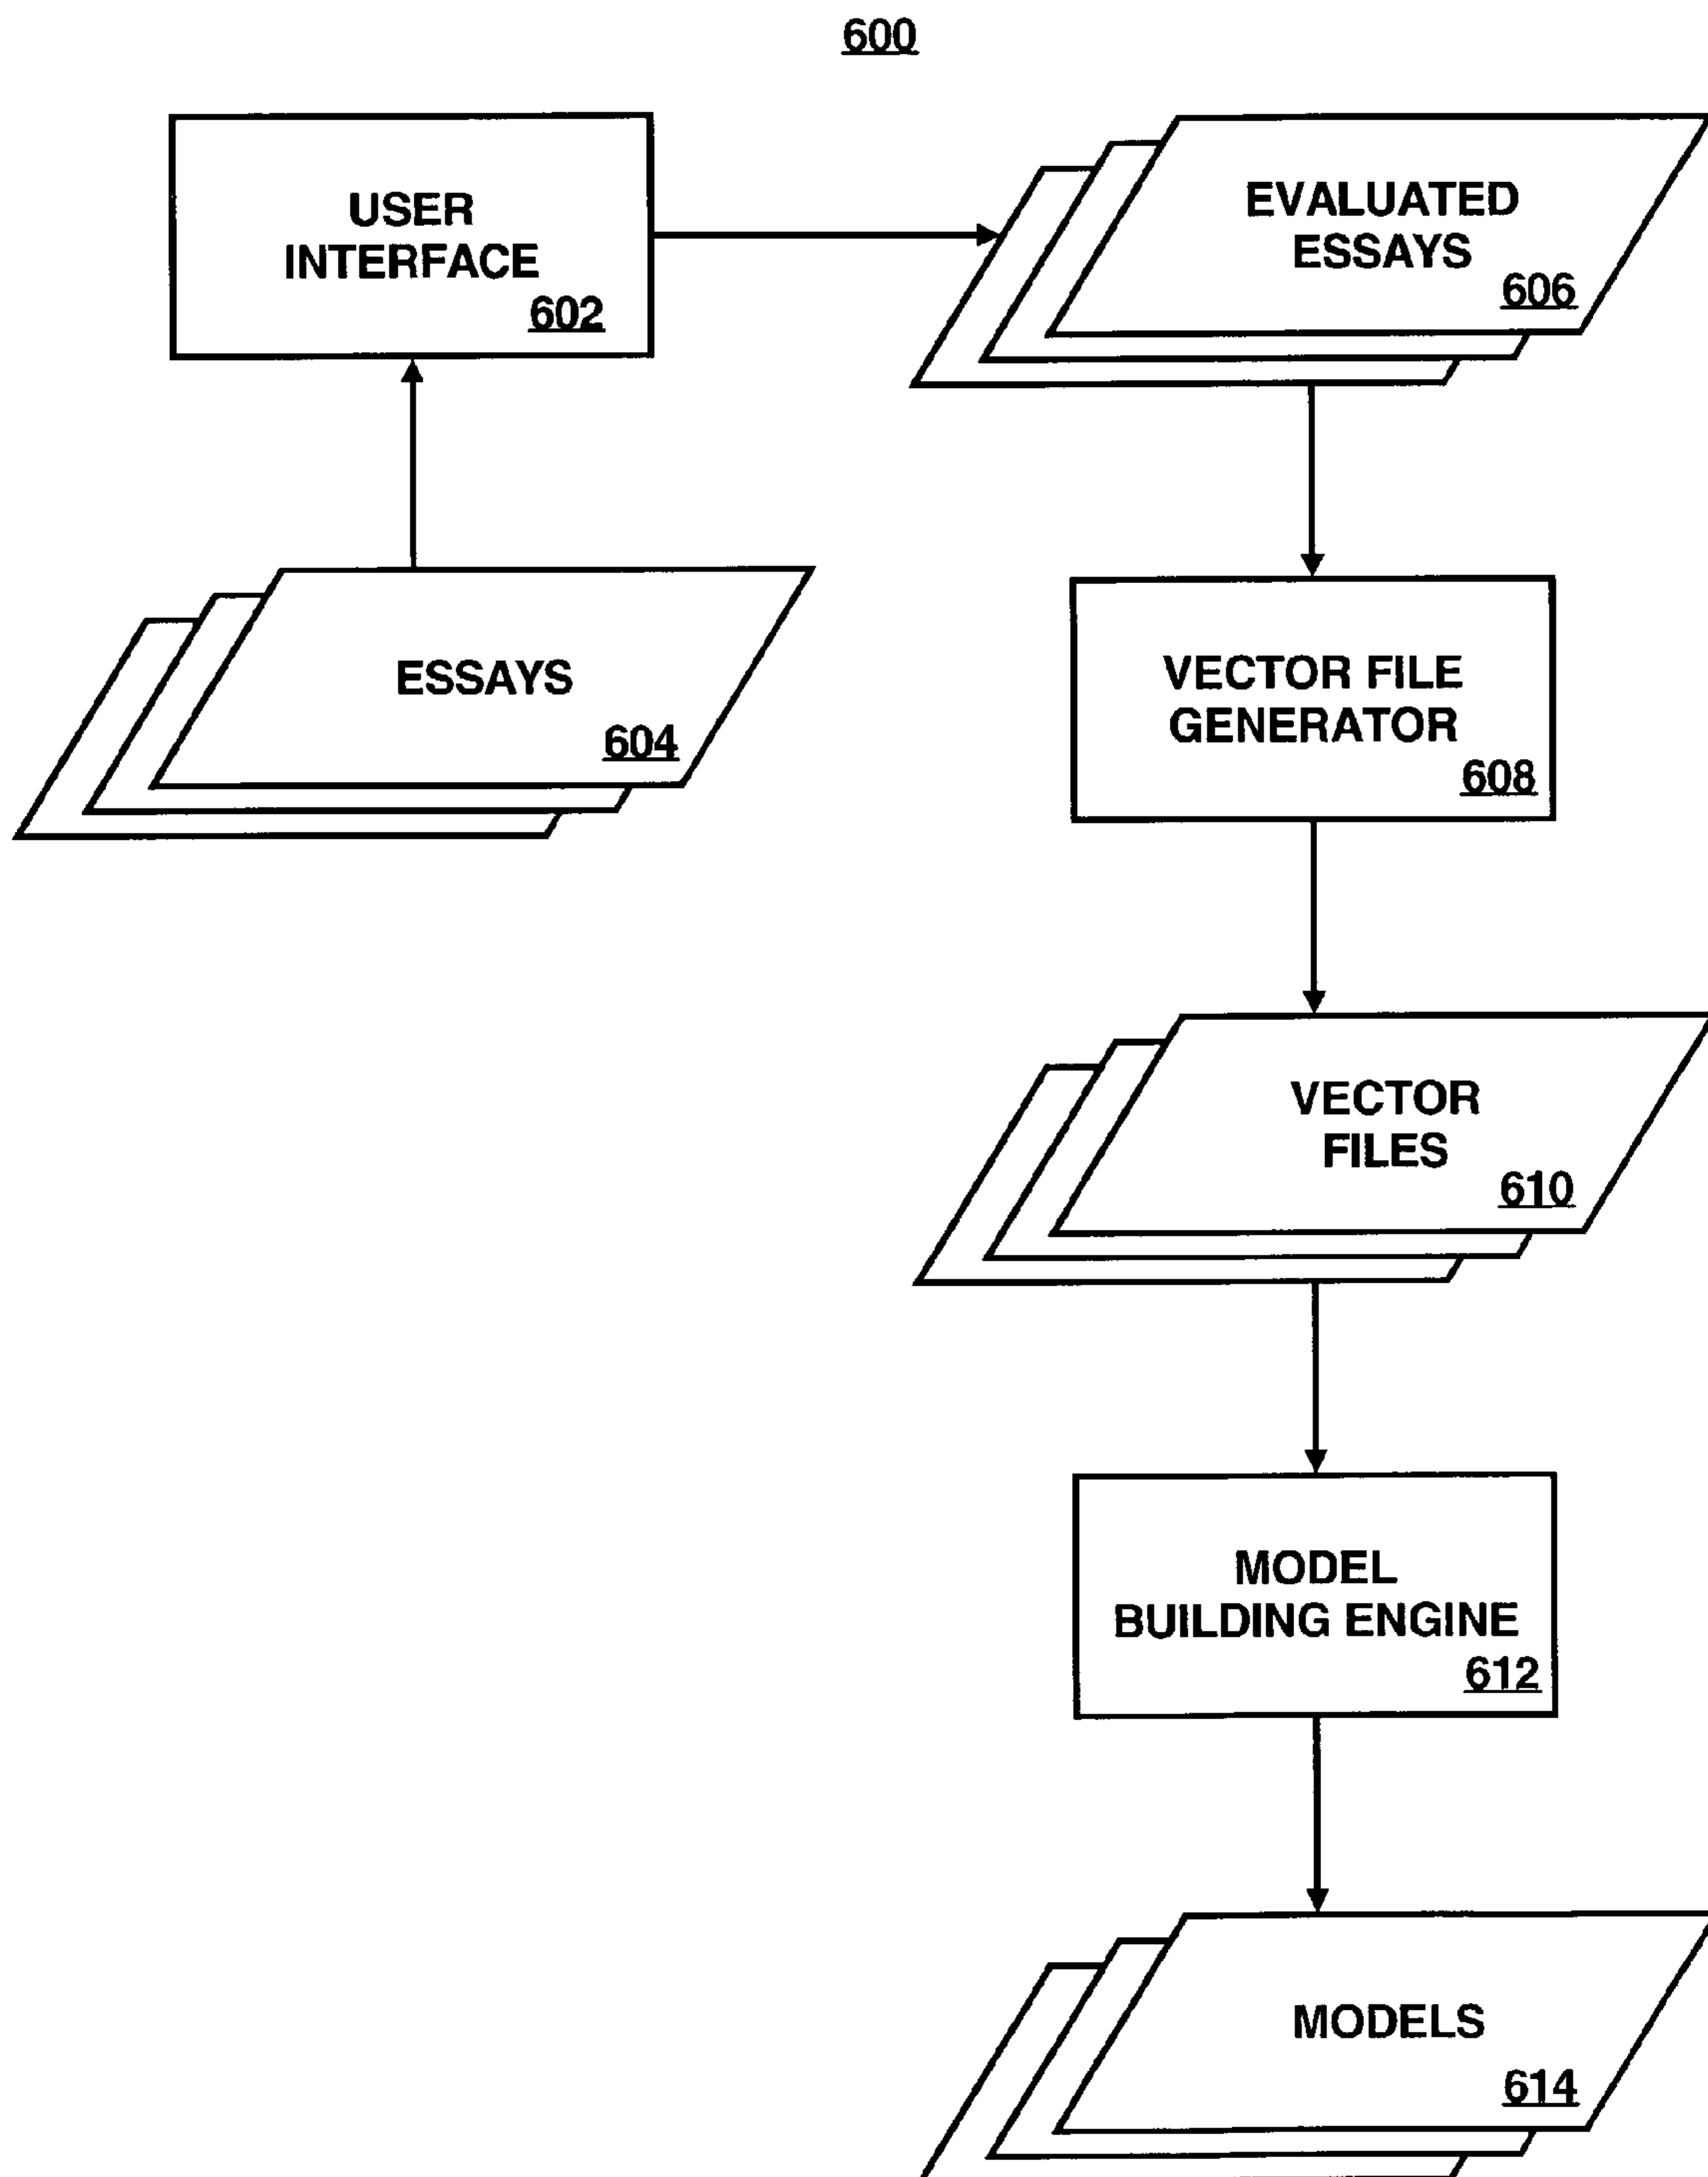 600
USER
INTERFACE
602
EVALUATED
ESSAYS
606
ESSAYS
604
VECTOR FILE
GENERATOR
608
VECTOR
FILES
610
MODEL
BUILDING ENGINE
612
MODELS
614